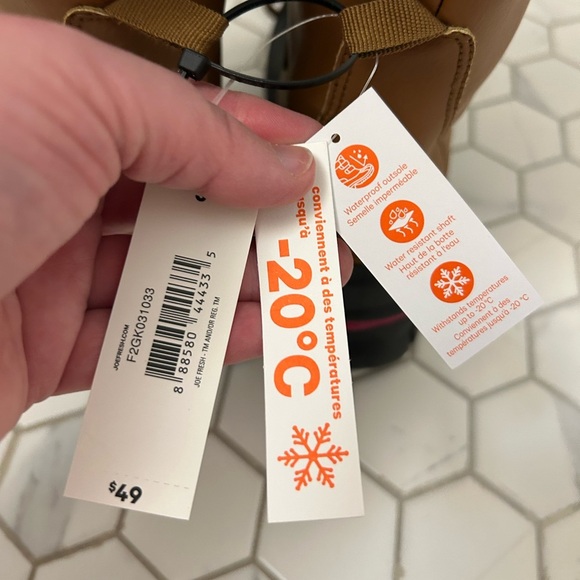 JOEFRESH.COM
F2GK031033
8 88580 44433 5
JOE FRESH - TM AND/OR REG. TM
$49
conviennent à des températures
jusqu'à
-20°C
Waterproof outsole
Semelle imperméable
Water resistant shaft
Haut de la botte
résistant à l'eau
Withstands temperatures
up to -20°C
Conviennent à des
températures jusqu'à -20 °C